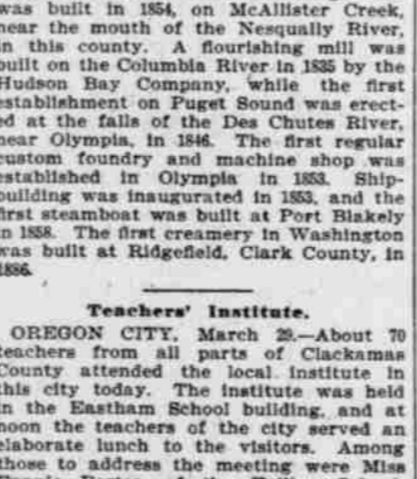 was built in 1854, on McAllister Creek,
near the mouth of the Nesqually River,
in this county. A flourishing mill was
built on the Columbia River in 1835 by the
Hudson Bay Company, while the first
establishment on Puget Sound was erect-
ed at the falls of the Des Chutes River,
near Olympia, in 1846. The first regular
custom foundry and machine shop was
established in Olympia in 1853. Ship-
building was inaugurated in 1853, and the
first steamboat was built at Port Blakely
in 1858. The first creamery in Washington
was built at Ridgefield, Clark County, in
1886.
Teachers' Institute.
OREGON CITY, March 29.—About 70
teachers from all parts of Clackamas
County attended the local institute in
this city today. The institute was held
in the Eastham School building, and at
noon the teachers of the city served an
elaborate lunch to the visitors. Among
those to address the meeting were Miss